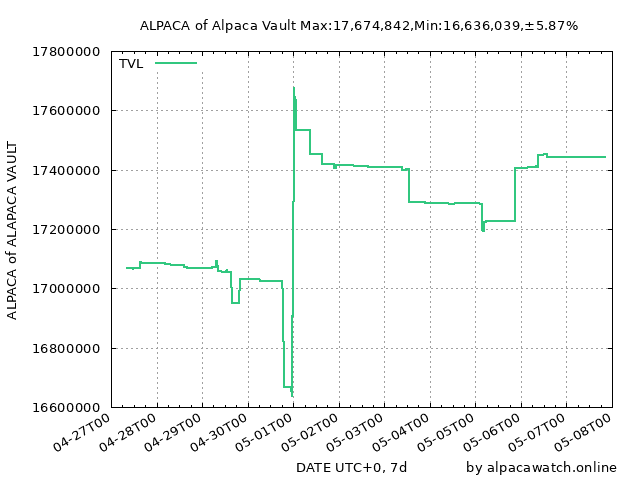 ALPACA of Alpaca Vault Max:17,674,842,Min:16,636,039,±5.87%
17800000
TVL
17600000
17400000
17200000
17000000
16800000
16600000
ALPACA of ALAPACA VAULT
04-27T00
04-28T00
04-29T00
04-30T00
05-01T00
05-02T00
05-03T00
05-04T00
05-05T00
05-06T00
05-07T00
05-08T00
DATE UTC+0, 7d
by alpacawatch.online